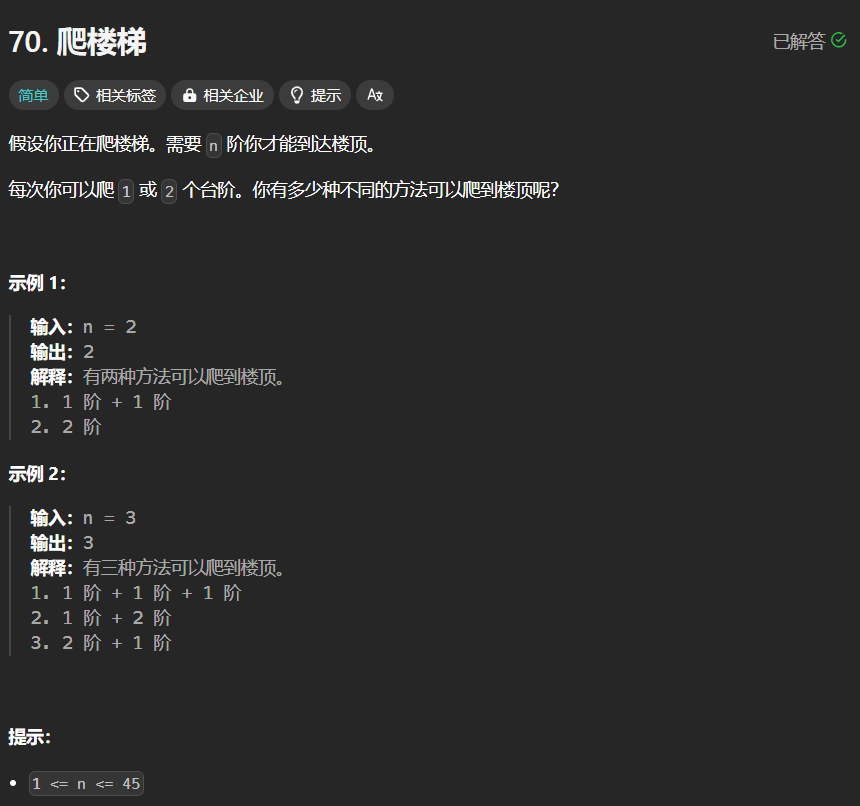 70. 爬楼梯
已解答
简单
相关标签
相关企业
提示
Aあ
假设你正在爬楼梯。需要 n 阶你才能到达楼顶。
每次你可以爬 1 或 2 个台阶。你有多少种不同的方法可以爬到楼顶呢?
示例 1:
输入:n = 2
输出:2
解释:有两种方法可以爬到楼顶。
1. 1 阶 + 1 阶
2. 2 阶
示例 2:
输入:n = 3
输出:3
解释:有三种方法可以爬到楼顶。
1. 1 阶 + 1 阶 + 1 阶
2. 1 阶 + 2 阶
3. 2 阶 + 1 阶
提示:
1 <= n <= 45